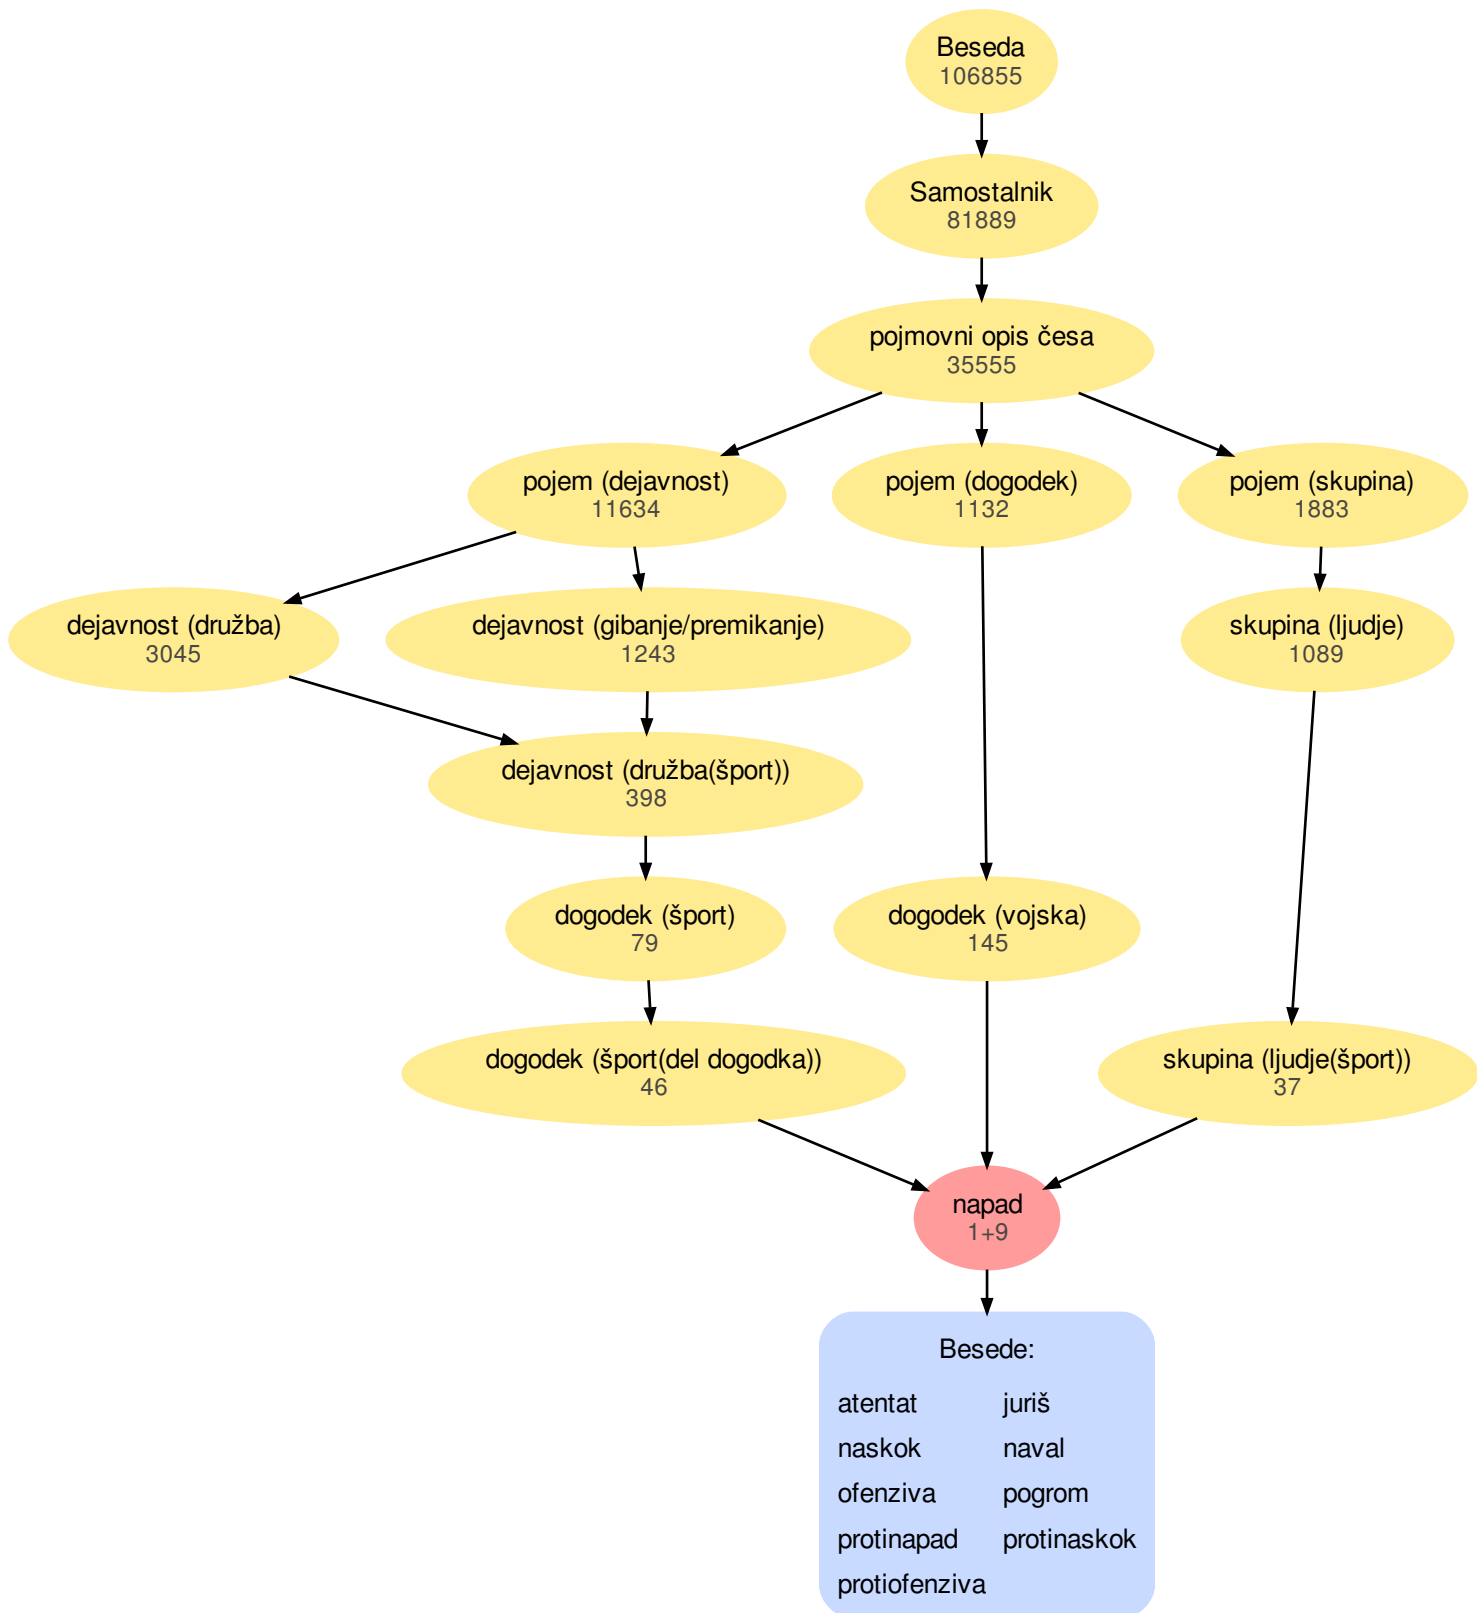 Beseda
106855
Samostalnik
81889
pojmovni opis česa
35555
pojem (dejavnost)
11634
pojem (dogodek)
1132
pojem (skupina)
1883
dejavnost (družba)
3045
dejavnost (gibanje/premikanje)
1243
skupina (ljudje)
1089
dejavnost (družba(šport))
398
dogodek (šport)
79
dogodek (vojska)
145
dogodek (šport(del dogodka))
46
skupina (ljudje(šport))
37
napad
1+9
Besede:
atentat juriš
naskok naval
ofenziva pogrom
protinapad protinaskok
protiofenziva